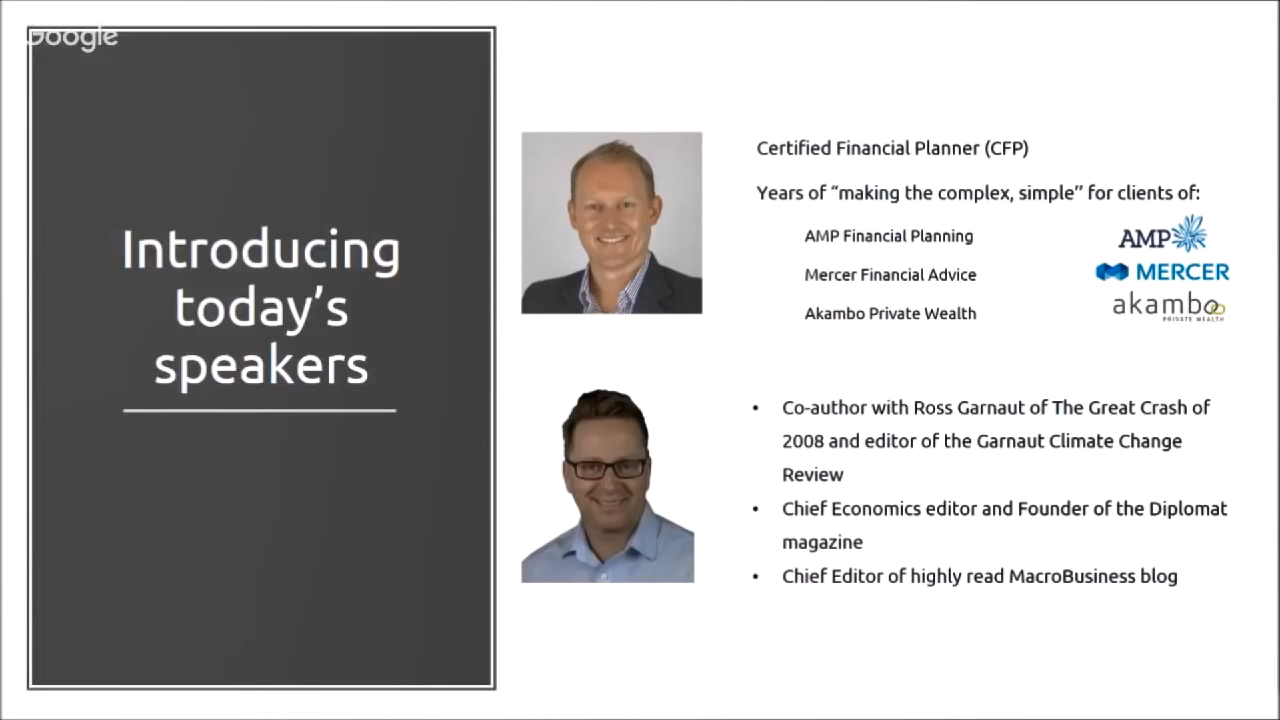 Google
Introducing
today’s
speakers
Certified Financial Planner (CFP)
Years of “making the complex, simple” for clients of:
AMP Financial Planning
Mercer Financial Advice
Akambo Private Wealth
AMP
MERCER
akambo
PRIVATE WEALTH
• Co-author with Ross Garnaut of The Great Crash of
2008 and editor of the Garnaut Climate Change
Review
• Chief Economics editor and Founder of the Diplomat
magazine
• Chief Editor of highly read MacroBusiness blog